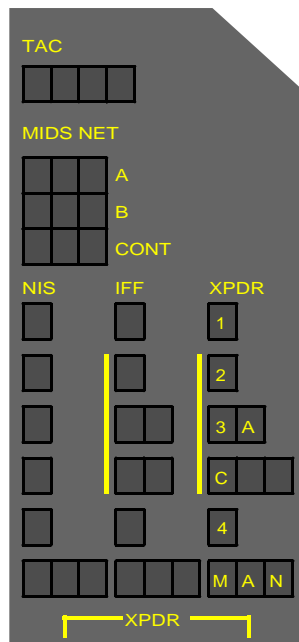 TAC
MIDS NET
A
B
CONT
NIS IFF XPDR
1
2
3 A
C
4
M A N
XPDR